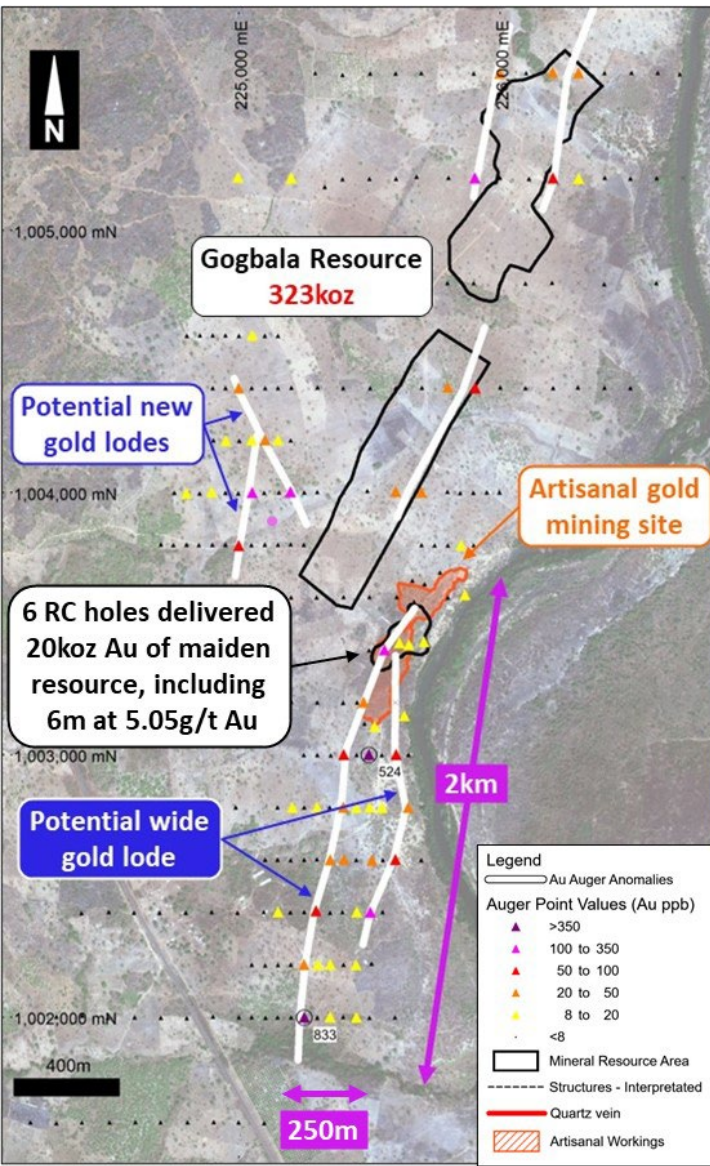 N
225,000 mE
226,000 mE
1,005,000 mN
Gogbala Resource
323koz
Potential new
gold lodes
1,004,000 mN
Artisanal gold
mining site
6 RC holes delivered
20koz Au of maiden
resource, including
6m at 5.05g/t Au
1,003,000 mN
524
2km
Potential wide
gold lode
1,002,000 mN
833
400m
250m
Legend
Au Auger Anomalies
Auger Point Values (Au ppb)
>350
100 to 350
50 to 100
20 to 50
8 to 20
<8
Mineral Resource Area
Structures - Interpretated
Quartz vein
Artisanal Workings